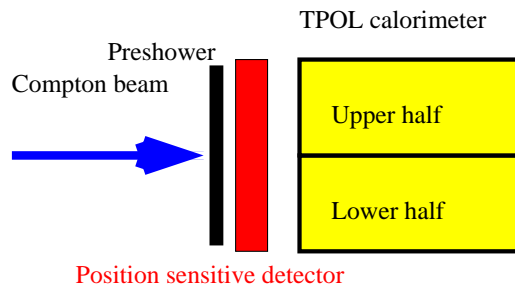 TPOL calorimeter
Preshower
Compton beam
Upper half
Lower half
Position sensitive detector